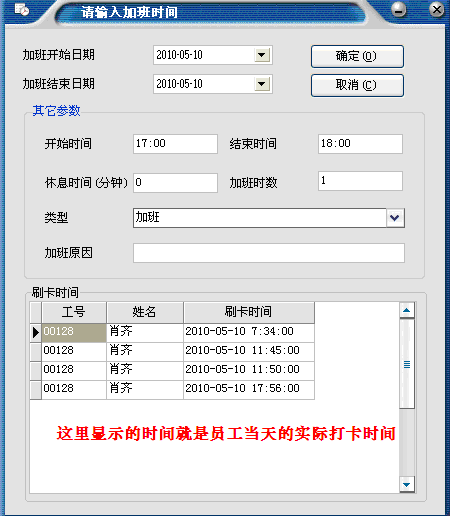 请输入加班时间
加班开始日期 2010-05-10 确定(O)
加班结束日期 2010-05-10 取消(C)
其它参数
开始时间 17:00 结束时间 18:00
休息时间(分钟) 0 加班时数 1
类型 加班
加班原因
刷卡时间
工号 姓名 刷卡时间
00128 肖齐 2010-05-10 7:34:00
00128 肖齐 2010-05-10 11:45:00
00128 肖齐 2010-05-10 11:50:00
00128 肖齐 2010-05-10 17:56:00
这里显示的时间就是员工当天的实际打卡时间